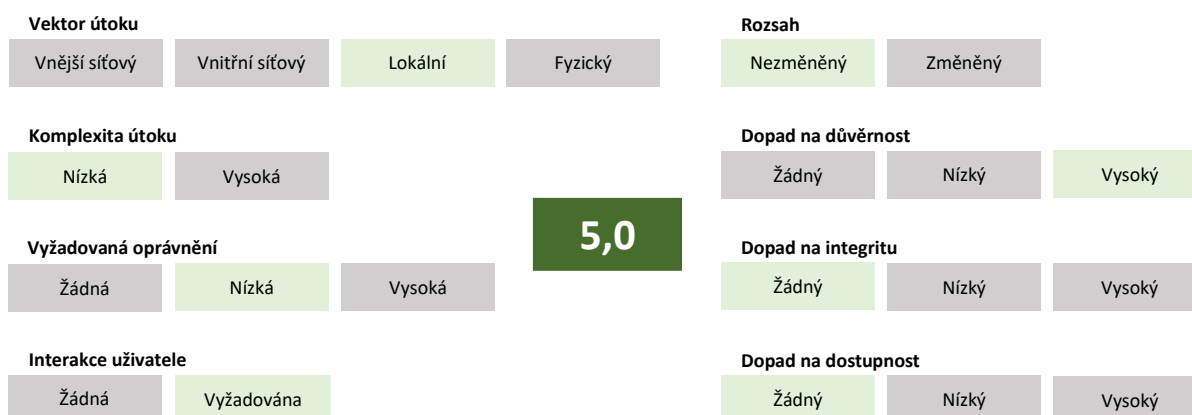 Vektor útoku
Vnější síťový Vnitřní síťový Lokální Fyzický
Komplexita útoku
Nízká Vysoká
Vyžadovaná oprávnění
Žádná Nízká Vysoká
Interakce uživatele
Žádná Vyžadována
5,0
Rozsah
Nezměněný Změněný
Dopad na důvěrnost
Žádný Nízký Vysoký
Dopad na integritu
Žádný Nízký Vysoký
Dopad na dostupnost
Žádný Nízký Vysoký